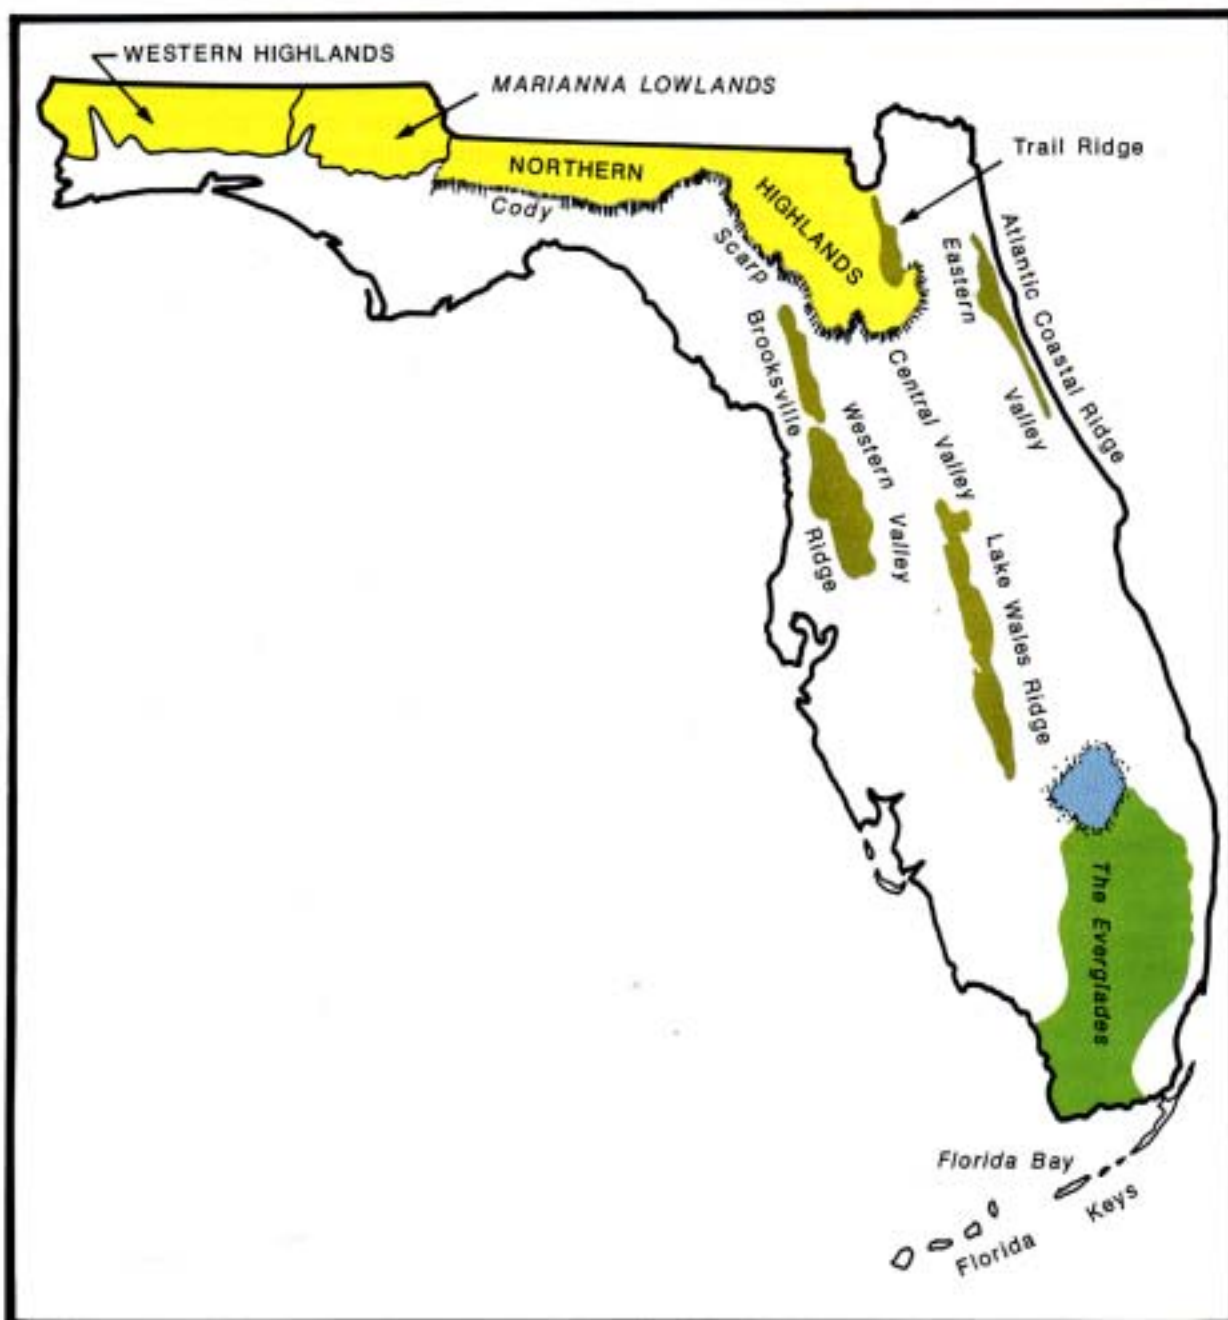 WESTERN HIGHLANDS
MARIANNA LOWLANDS
Trail Ridge
NORTHERN
HIGHLANDS
Cody
Scarp
Atlantic Coastal Ridge
Eastern
Valley
Brooksville
Ridge
Western
Valley
Central Valley
Lake Wales Ridge
The Everglades
Florida Bay
Florida
Keys